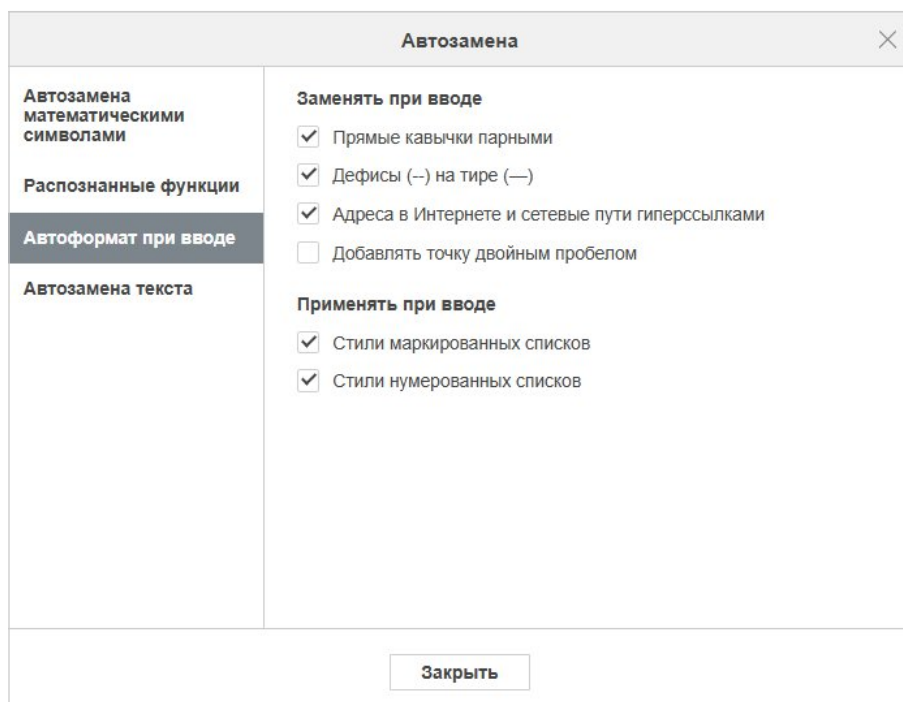 Автозамена
Автозамена
математическими
символами
Распознанные функции
Автоформат при вводе
Автозамена текста
Заменять при вводе
Прямые кавычки парными
Дефисы (--) на тире (—)
Адреса в Интернете и сетевые пути гиперссылками
Добавлять точку двойным пробелом
Применять при вводе
Стили маркированных списков
Стили нумерованных списков
Закрыть